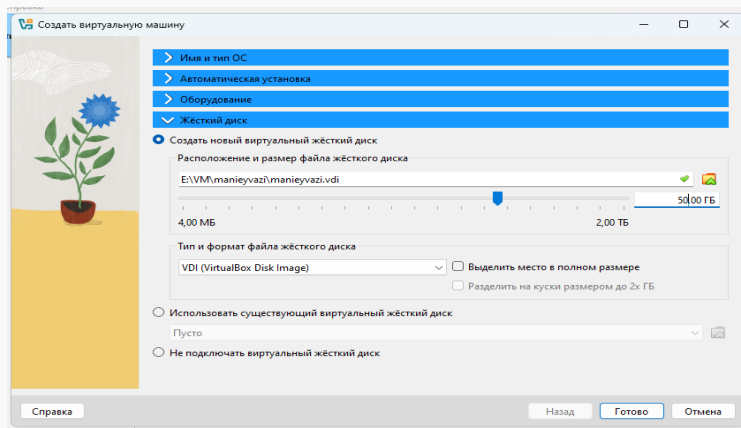 Создать виртуальную машину
Имя и тип ОС
Автоматическая установка
Оборудование
Жёсткий диск
Создать новый виртуальный жёсткий диск
Расположение и размер файла жёсткого диска
E:\VM\manieyvazi\manieyvazi.vdi
50,00 ГБ
4,00 МБ
2,00 ТБ
Тип и формат файла жёсткого диска
VDI (VirtualBox Disk Image)
Выделить место в полном размере
Разделить на куски размером до 2х ГБ
Использовать существующий виртуальный жёсткий диск
Пусто
Не подключать виртуальный жёсткий диск
Справка
Назад
Готово
Отмена